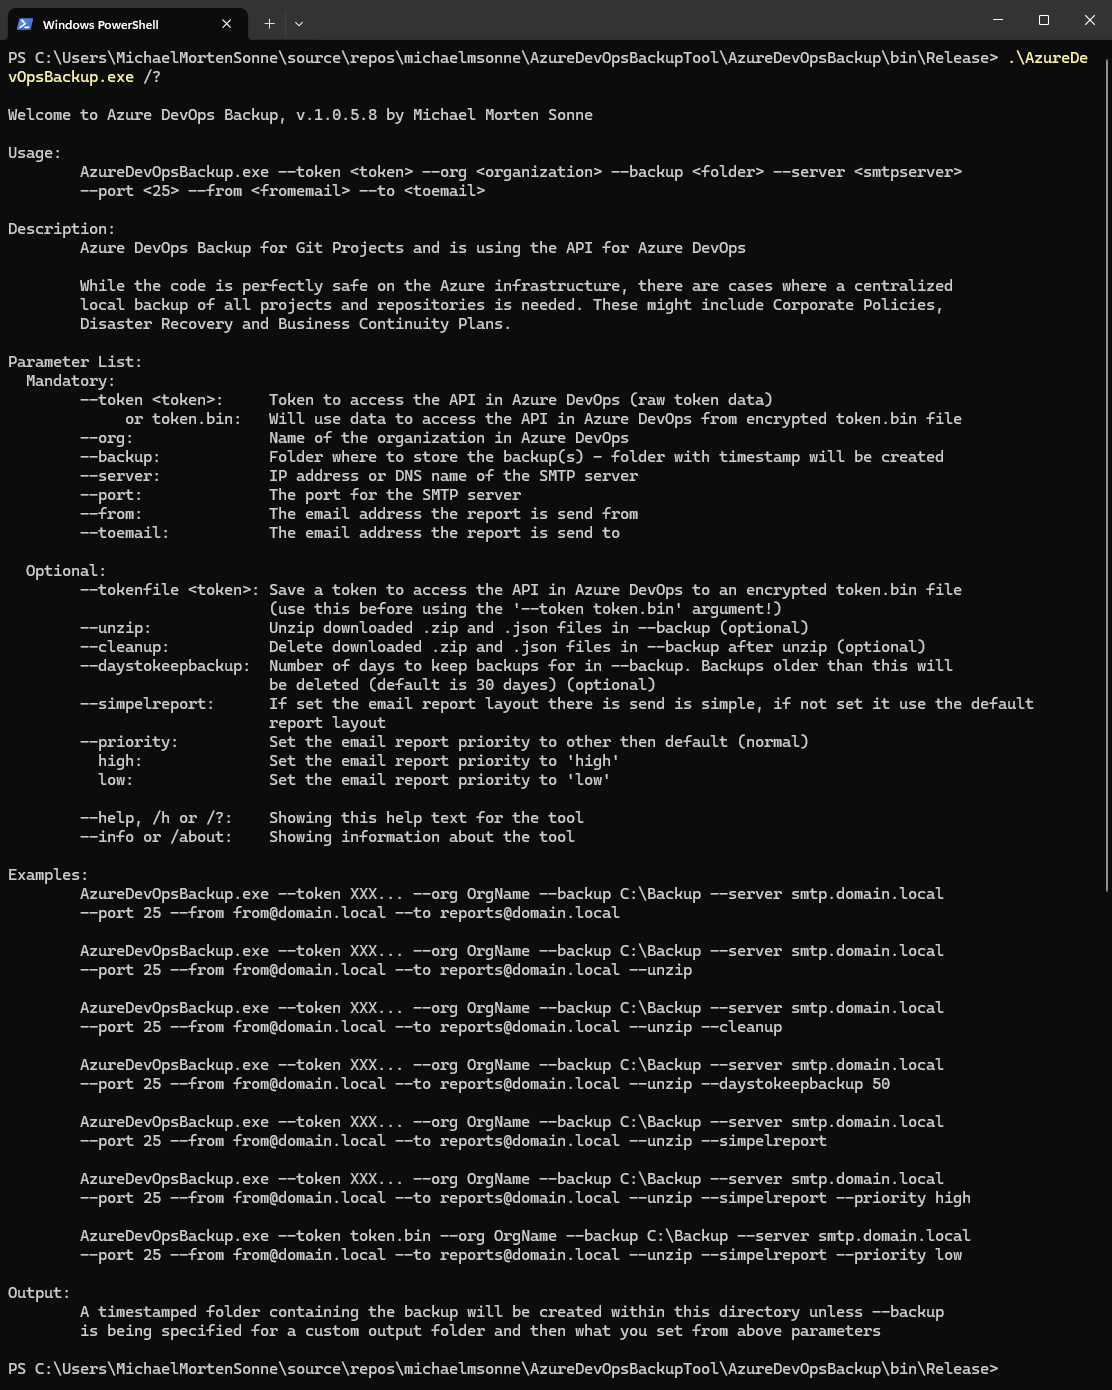 Windows PowerShell
PS C:\Users\MichaelMortenSonne\source\repos\michaelmsonne\AzureDevOpsBackupTool\AzureDevOpsBackup\bin\Release> .\AzureDe
vOpsBackup.exe /?
Welcome to Azure DevOps Backup, v.1.0.5.8 by Michael Morten Sonne
Usage:
AzureDevOpsBackup.exe --token <token> --org <organization> --backup <folder> --server <smtpserver>
--port <25> --from <fromemail> --to <toemail>
Description:
Azure DevOps Backup for Git Projects and is using the API for Azure DevOps
While the code is perfectly safe on the Azure infrastructure, there are cases where a centralized
local backup of all projects and repositories is needed. These might include Corporate Policies,
Disaster Recovery and Business Continuity Plans.
Parameter List:
Mandatory:
--token <token>: Token to access the API in Azure DevOps (raw token data)
or token.bin: Will use data to access the API in Azure DevOps from encrypted token.bin file
--org: Name of the organization in Azure DevOps
--backup: Folder where to store the backup(s) - folder with timestamp will be created
--server: IP address or DNS name of the SMTP server
--port: The port for the SMTP server
--from: The email address the report is send from
--toemail: The email address the report is send to
Optional:
--tokenfile <token>: Save a token to access the API in Azure DevOps to an encrypted token.bin file
(use this before using the '--token token.bin' argument!)
--unzip: Unzip downloaded .zip and .json files in --backup (optional)
--cleanup: Delete downloaded .zip and .json files in --backup after unzip (optional)
--daystokeepbackup: Number of days to keep backups for in --backup. Backups older than this will
be deleted (default is 30 dayes) (optional)
--simpelreport: If set the email report layout there is send is simple, if not set it use the default
report layout
--priority: Set the email report priority to other then default (normal)
high: Set the email report priority to 'high'
low: Set the email report priority to 'low'
--help, /h or /?: Showing this help text for the tool
--info or /about: Showing information about the tool
Examples:
AzureDevOpsBackup.exe --token XXX... --org OrgName --backup C:\Backup --server smtp.domain.local
--port 25 --from from@domain.local --to reports@domain.local
AzureDevOpsBackup.exe --token XXX... --org OrgName --backup C:\Backup --server smtp.domain.local
--port 25 --from from@domain.local --to reports@domain.local --unzip
AzureDevOpsBackup.exe --token XXX... --org OrgName --backup C:\Backup --server smtp.domain.local
--port 25 --from from@domain.local --to reports@domain.local --unzip --cleanup
AzureDevOpsBackup.exe --token XXX... --org OrgName --backup C:\Backup --server smtp.domain.local
--port 25 --from from@domain.local --to reports@domain.local --unzip --daystokeepbackup 50
AzureDevOpsBackup.exe --token XXX... --org OrgName --backup C:\Backup --server smtp.domain.local
--port 25 --from from@domain.local --to reports@domain.local --unzip --simpelreport
AzureDevOpsBackup.exe --token XXX... --org OrgName --backup C:\Backup --server smtp.domain.local
--port 25 --from from@domain.local --to reports@domain.local --unzip --simpelreport --priority high
AzureDevOpsBackup.exe --token token.bin --org OrgName --backup C:\Backup --server smtp.domain.local
--port 25 --from from@domain.local --to reports@domain.local --unzip --simpelreport --priority low
Output:
A timestamped folder containing the backup will be created within this directory unless --backup
is being specified for a custom output folder and then what you set from above parameters
PS C:\Users\MichaelMortenSonne\source\repos\michaelmsonne\AzureDevOpsBackupTool\AzureDevOpsBackup\bin\Release>